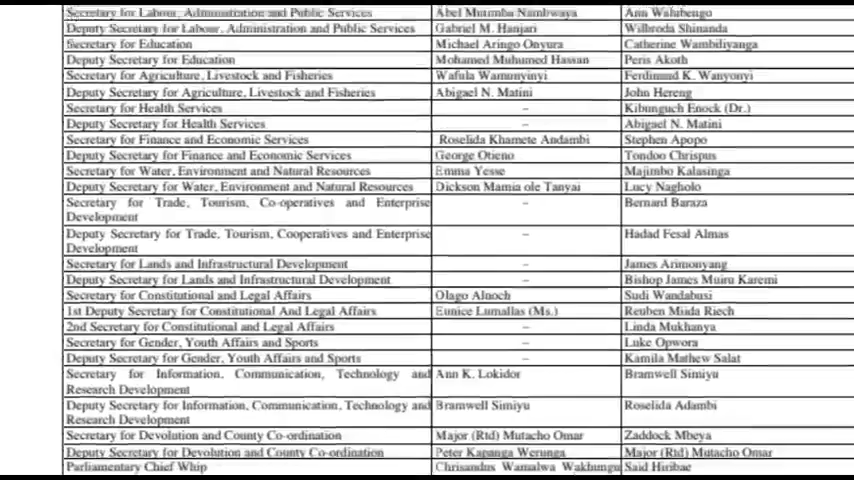 Secretary for Labour, Administration and Public Services Abel Mutumba Nambwaya Ann Walubengo
Deputy Secretary for Labour, Administration and Public Services Gabriel M. Hanjari Wilbroda Shinanda
Secretary for Education Michael Aringo Onyura Catherine Wambiliyanga
Deputy Secretary for Education Mohamed Muhumed Hassan Peris Akoth
Secretary for Agriculture, Livestock and Fisheries Wafula Wamunyinyi Ferdinund K. Wanyonyi
Deputy Secretary for Agriculture, Livestock and Fisheries Abigael N. Matini John Hereng
Secretary for Health Services – Kibunguch Enock (Dr.)
Deputy Secretary for Health Services – Abigael N. Matini
Secretary for Finance and Economic Services Roselida Khamete Andambi Stephen Apopo
Deputy Secretary for Finance and Economic Services George Otieno Tondoo Chrispus
Secretary for Water, Environment and Natural Resources Emma Yesse Majimbo Kalasinga
Deputy Secretary for Water, Environment and Natural Resources Dickson Mamia ole Tanyai Lucy Nagholo
Secretary for Trade, Tourism, Co-operatives and Enterprise – Bernard Baraza
Development
Deputy Secretary for Trade, Tourism, Cooperatives and Enterprise – Hadad Fesal Almas
Development
Secretary for Lands and Infrastructural Development – James Arimonyang
Deputy Secretary for Lands and Infrastructural Development – Bishop James Muiru Karemi
Secretary for Constitutional and Legal Affairs Olago Aluoch Sudi Wandabusi
1st Deputy Secretary for Constitutional And Legal Affairs Eunice Lumallas (Ms.) Reuben Miida Riech
2nd Secretary for Constitutional and Legal Affairs – Linda Mukhanya
Secretary for Gender, Youth Affairs and Sports – Luke Opwora
Deputy Secretary for Gender, Youth Affairs and Sports – Kamila Mathew Salat
Secretary for Information, Communication, Technology and Ann K. Lokidor Bramwell Simiyu
Research Development
Deputy Secretary for Information, Communication, Technology and Bramwell Simiyu Roselida Adambi
Research Development
Secretary for Devolution and County Co-ordination Major (Rtd) Mutacho Omar Zaddock Mbeya
Deputy Secretary for Devolution and County Co-ordination Peter Kapanga Werunga Major (Rtd) Mutacho Omar
Parliamentary Chief Whip Chrisandus Wamalwa Wakhungu Said Hiribae